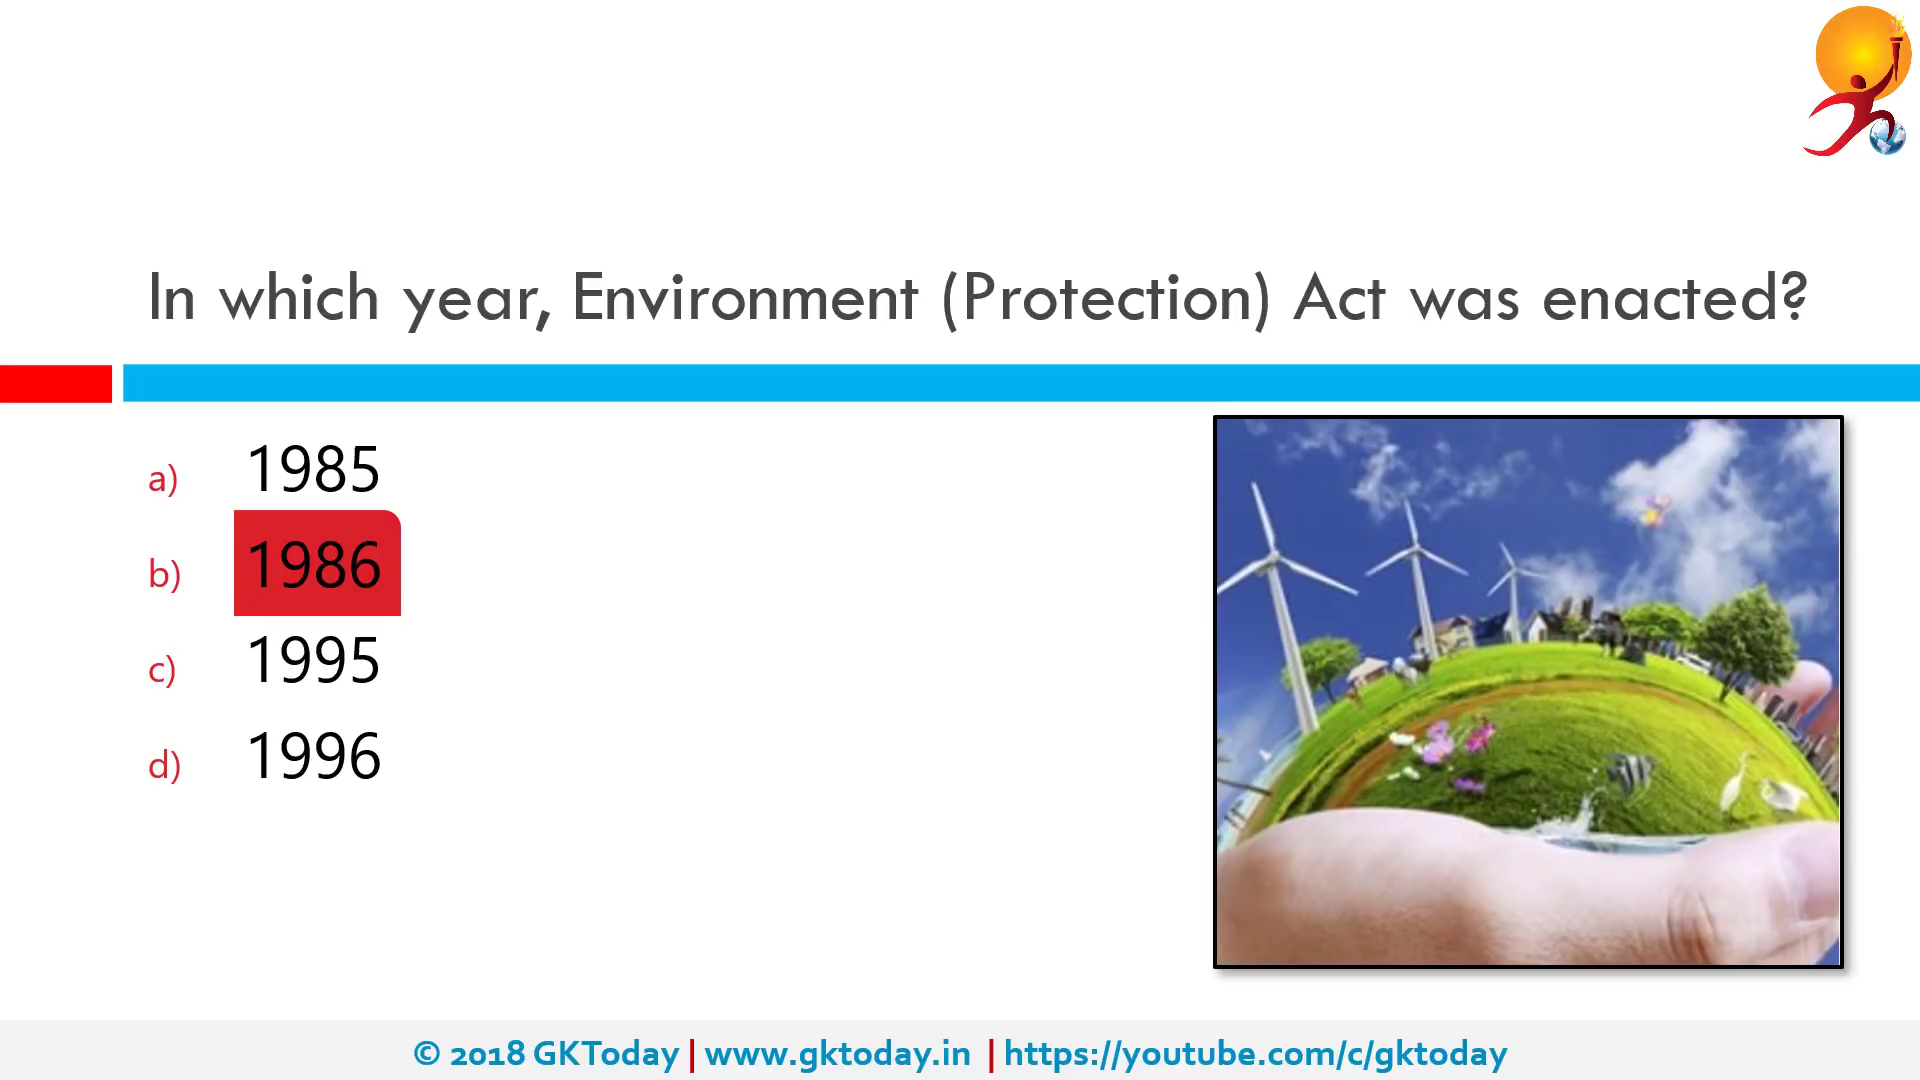 In which year, Environment (Protection) Act was enacted?
a) 1985
b) 1986
c) 1995
d) 1996
© 2018 GKToday | www.gktoday.in | https://youtube.com/c/gktoday